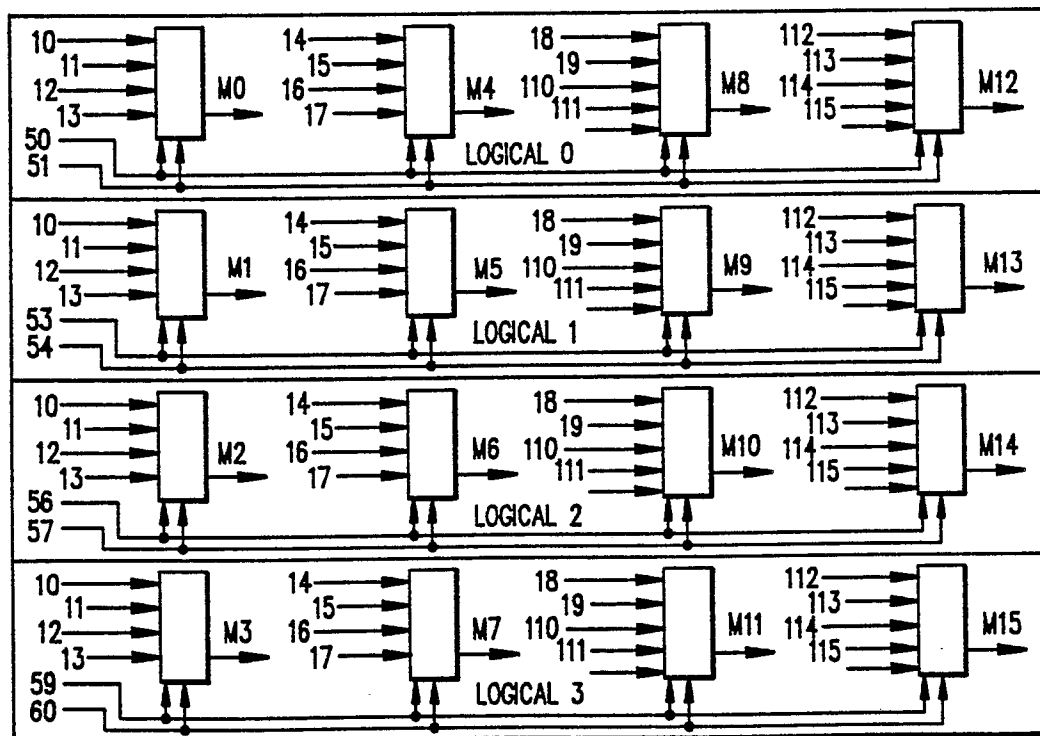 10 14 18 112
11 15 19 113
12 M0 16 M4 110 M8 114 M12
13 17 111 115
50
51 LOGICAL 0
10 14 18 112
11 15 19 113
12 M1 16 M5 110 M9 114 M13
13 17 111 115
53
54 LOGICAL 1
10 14 18 112
11 15 19 113
12 M2 16 M6 110 M10 114 M14
13 17 111 115
56
57 LOGICAL 2
10 14 18 112
11 15 19 113
12 M3 16 M7 110 M11 114 M15
13 17 111 115
59
60 LOGICAL 3